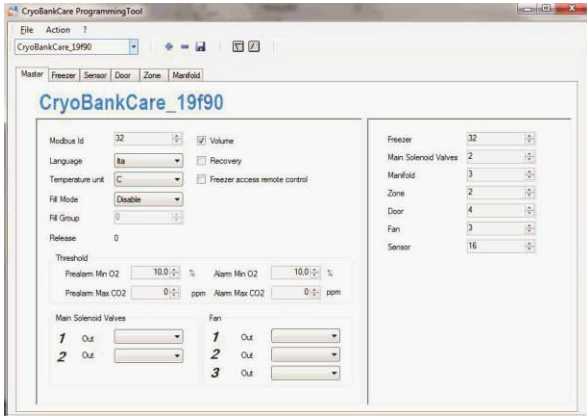 CryoBankCare ProgrammingTool
File Action ?
CryoBankCare_19f90
Master Freezer Sensor Door Zone Manifold
CryoBankCare_19f90
Modbus Id 32
Volume
Language Ita
Recovery
Temperature unit C
Freezer access remote control
Fill Mode Disable
Fill Group 0
Release 0
Threshold
Prealarm Min O2 10,0 % Alarm Min O2 10,0 %
Prealarm Max CO2 0 ppm Alarm Max CO2 0 ppm
Main Solenoid Valves
1 Out
2 Out
Fan
1 Out
2 Out
3 Out
Freezer 32
Main Solenoid Valves 2
Manifold 3
Zone 2
Door 4
Fan 3
Sensor 16